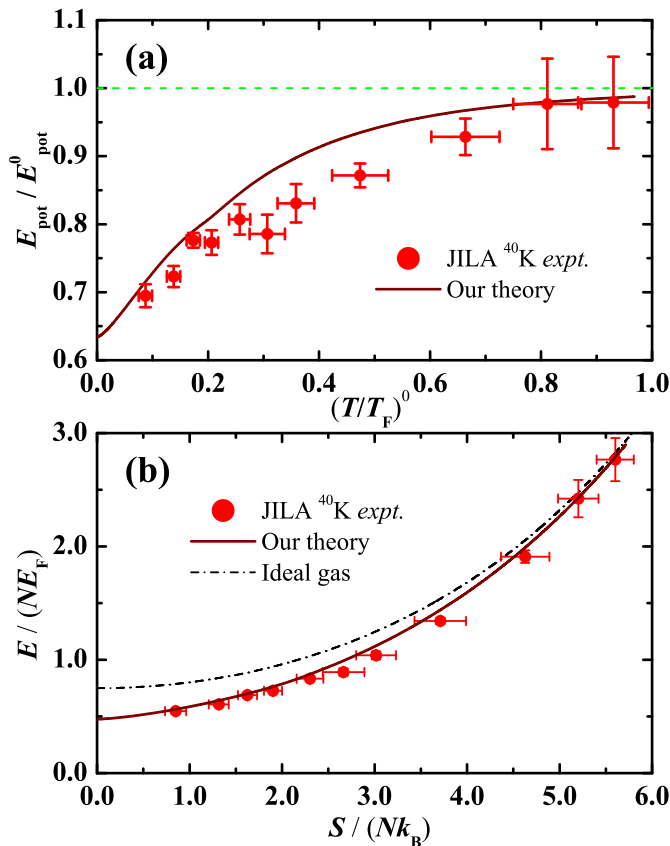 1.1
1.0
0.9
0.8
0.7
0.6
E_pot / E^0_pot
(a)
JILA ⁴⁰K expt.
Our theory
0.0 0.2 0.4 0.6 0.8 1.0
(T/T_F)⁰
3.0
2.0
1.0
0.0
E / (NE_F)
(b)
JILA ⁴⁰K expt.
Our theory
Ideal gas
0.0 1.0 2.0 3.0 4.0 5.0 6.0
S / (Nk_B)